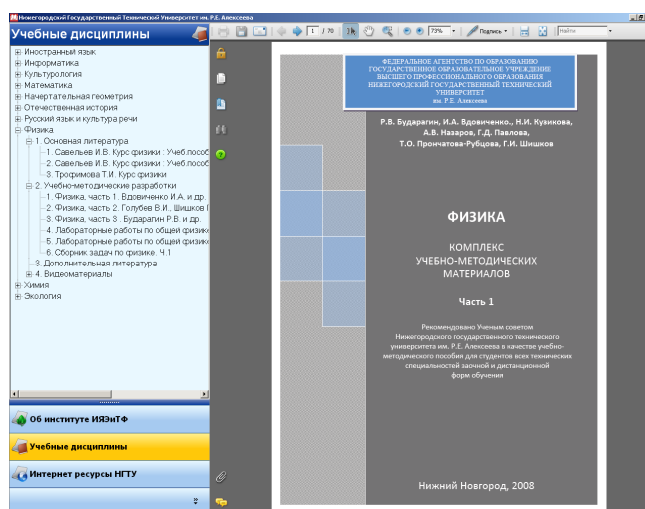 Нижегородский Государственный Технический Университет им. Р.Е. Алексеева
Учебные дисциплины
1 / 70
73%
Подпись
Найти
Иностранный язык
Информатика
Культурология
Математика
Начертательная геометрия
Отечественная история
Русский язык и культура речи
Физика
1. Основная литература
1. Савельев И.В. Курс физики : Учеб.пособ
2. Савельев И.В. Курс физики : Учеб.пособ
3. Трофимова Т.И. Курс физики
2. Учебно-методические разработки
1. Физика, часть 1. Вдовиченко И.А. и др.
2. Физика, часть 2. Голубев В.И., Шишков Г
3. Физика, часть 3 . Бударагин Р.В. и др.
4. Лабораторные работы по общей физике
5. Лабораторные работы по общей физике
6. Сборник задач по физике. Ч.1
3. Дополнительная литература
4. Видеоматериалы
Химия
Экология
Об институте ИЯЭиТФ
Учебные дисциплины
Интернет ресурсы НГТУ
ФЕДЕРАЛЬНОЕ АГЕНТСТВО ПО ОБРАЗОВАНИЮ
ГОСУДАРСТВЕННОЕ ОБРАЗОВАТЕЛЬНОЕ УЧРЕЖДЕНИЕ
ВЫСШЕГО ПРОФЕССИОНАЛЬНОГО ОБРАЗОВАНИЯ
НИЖЕГОРОДСКИЙ ГОСУДАРСТВЕННЫЙ ТЕХНИЧЕСКИЙ
УНИВЕРСИТЕТ
им. Р.Е. Алексеева
Р.В. Бударагин, И.А. Вдовиченко., Н.И. Кузикова,
А.В. Назаров, Г.Д. Павлова,
Т.О. Прончатова-Рубцова, Г.И. Шишков
ФИЗИКА
КОМПЛЕКС
УЧЕБНО-МЕТОДИЧЕСКИХ
МАТЕРИАЛОВ
Часть 1
Рекомендовано Ученым советом
Нижегородского государственного технического
университета им. Р.Е. Алексеева в качестве учебно-
методического пособия для студентов всех технических
специальностей заочной и дистанционной
форм обучения
Нижний Новгород, 2008